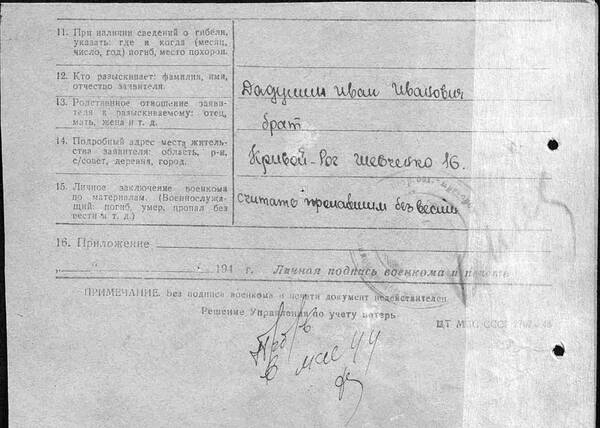 11. При наличии сведений о гибели,
указать: где и когда (месяц,
число, год) погиб, место похорон.
12. Кто разыскивает: фамилия, имя,
отчество заявителя.
Иван Иванович
13. Родственное отношение заяви-
теля к разыскиваемому: отец,
мать, жена и т. д.
брат
14. Подробный адрес места житель-
ства заявителя: область, р-н,
с/совет, деревня, город.
Кривой-Рог Шевченко 16.
15. Личное заключение военкома
по материалам. (Военнослужа-
щий: погиб, умер, пропал без
вести и т. д.)
Считать пропавшим без вести
16. Приложение
194 г. Личная подпись военкома и печать
ПРИМЕЧАНИЕ. Без подписи военкома и печати документ недействителен
Решение Управления по учету потерь
в мае 44